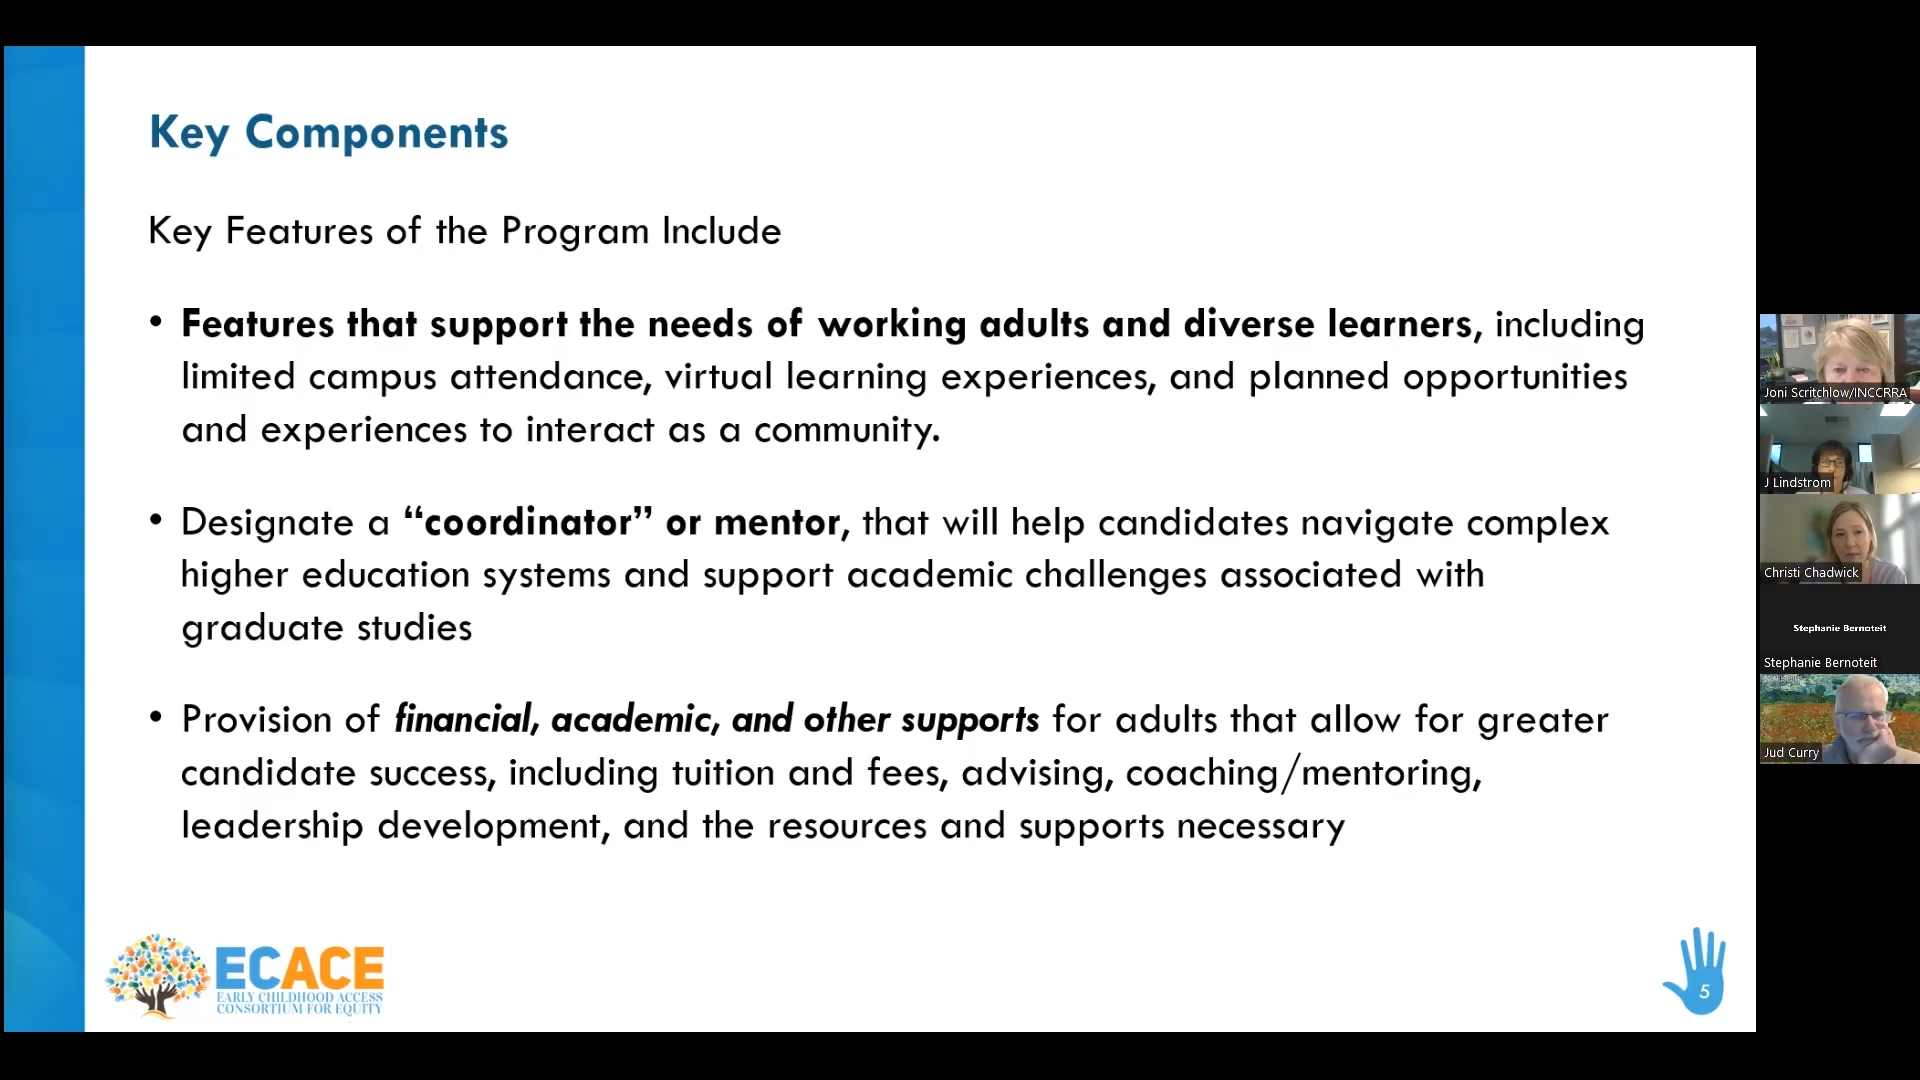 Key Components
Key Features of the Program Include
• Features that support the needs of working adults and diverse learners, including
limited campus attendance, virtual learning experiences, and planned opportunities
and experiences to interact as a community.
• Designate a “coordinator” or mentor, that will help candidates navigate complex
higher education systems and support academic challenges associated with
graduate studies
• Provision of financial, academic, and other supports for adults that allow for greater
candidate success, including tuition and fees, advising, coaching/mentoring,
leadership development, and the resources and supports necessary
ECACE
EARLY CHILDHOOD ACCESS
CONSORTIUM FOR EQUITY
5
Joni Scritchlow/INCCRRA
J Lindstrom
Christi Chadwick
Stephanie Bernoteit
Stephanie Bernoteit
Jud Curry